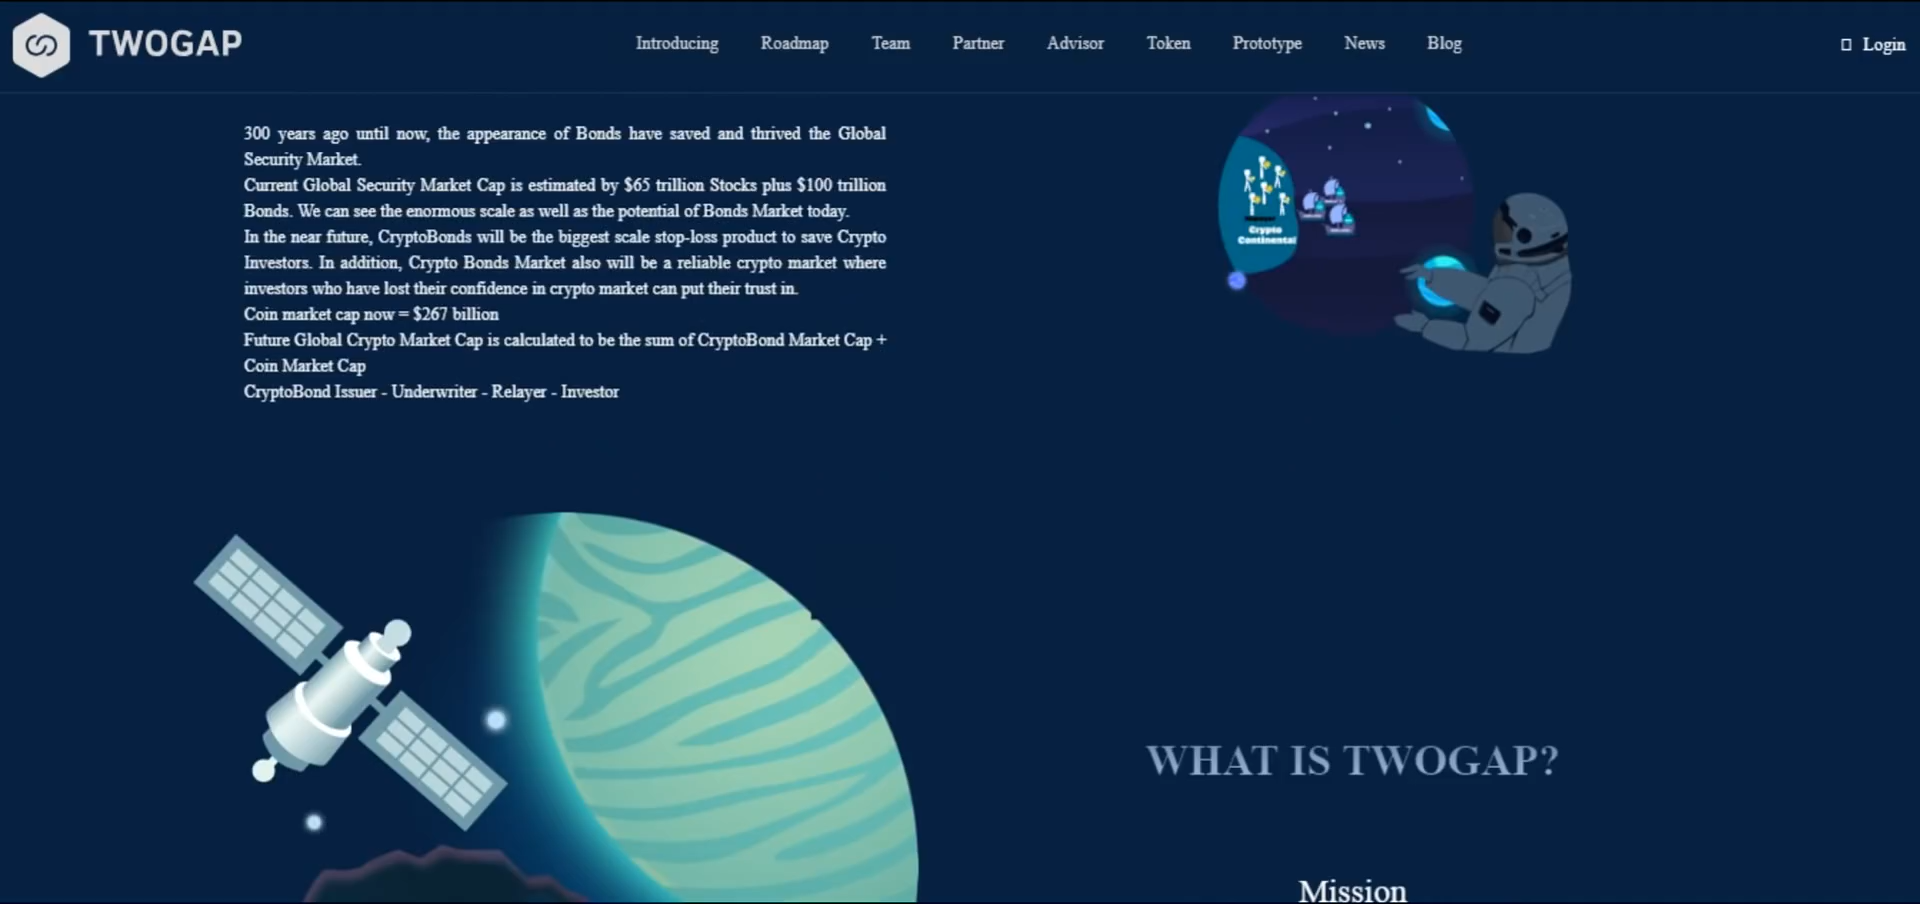 TWOGAP
Introducing
Roadmap
Team
Partner
Advisor
Token
Prototype
News
Blog
Login
300 years ago until now, the appearance of Bonds have saved and thrived the Global
Security Market.
Current Global Security Market Cap is estimated by $65 trillion Stocks plus $100 trillion
Bonds. We can see the enormous scale as well as the potential of Bonds Market today.
In the near future, CryptoBonds will be the biggest scale stop-loss product to save Crypto
Investors. In addition, Crypto Bonds Market also will be a reliable crypto market where
investors who have lost their confidence in crypto market can put their trust in.
Coin market cap now = $267 billion
Future Global Crypto Market Cap is calculated to be the sum of CryptoBond Market Cap +
Coin Market Cap
CryptoBond Issuer - Underwriter - Relayer - Investor
Crypto
Continental
WHAT IS TWOGAP?
Mission